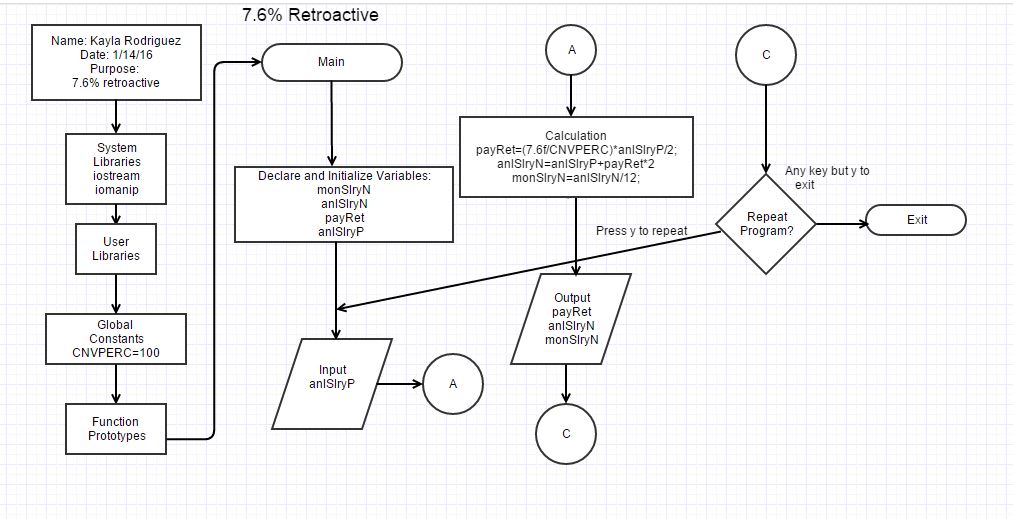 7.6% Retroactive
Name: Kayla Rodriguez
Date: 1/14/16
Purpose:
7.6% retroactive
System
Libraries
iostream
iomanip
User
Libraries
Global
Constants
CNVPERC=100
Function
Prototypes
Main
Declare and Initialize Variables:
monSlryN
anlSlryN
payRet
anlSlryP
Input
anlSlryP
A
A
Calculation
payRet=(7.6f/CNVPERC)*anlSlryP/2;
anlSlryN=anlSlryP+payRet*2
monSlryN=anlSlryN/12;
Output
payRet
anlSlryN
monSlryN
C
C
Repeat
Program?
Press y to repeat
Any key but y to
exit
Exit